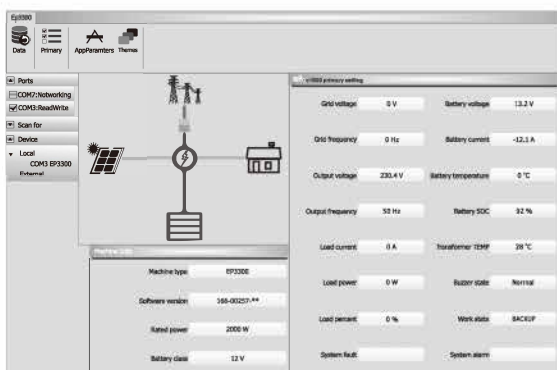 Ep3300
Data Primary AppParamters Themes
Ports
COM7:Notworking
COM3:ReadWrite
Scan for
Device
Local
COM3 EP3300
External
Machine type EP3300
Software version 168-00257-**
Rated power 2000 W
Battery class 12 V
primary setting
Grid voltage 0 V Battery voltage 13.2 V
Grid frequency 0 Hz Battery current -12.1 A
Output voltage 230.4 V Battery temperature 0 °C
Output frequency 50 Hz Battery SOC 92 %
Load current 0 A Transformer TEMP 28 °C
Load power 0 W Buzzer state Normal
Load percent 0 % Work state BACKUP
System fault System alarm